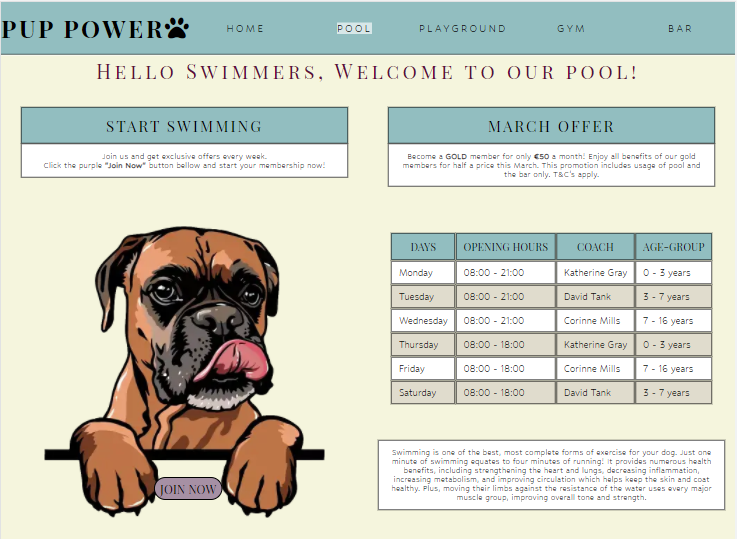 PUP POWER HOME POOL PLAYGROUND GYM BAR
Hello Swimmers, Welcome to our pool!
START SWIMMING
Join us and get exclusive offers every week.
Click the purple "Join Now" button bellow and start your membership now!
MARCH OFFER
Become a GOLD member for only €50 a month! Enjoy all benefits of our gold
members for half a price this March. This promotion includes usage of pool and
the bar only. T&C's apply.
JOIN NOW
DAYS OPENING HOURS COACH AGE-GROUP
Monday 08:00 - 21:00 Katherine Gray 0 - 3 years
Tuesday 08:00 - 21:00 David Tank 3 - 7 years
Wednesday 08:00 - 21:00 Corinne Mills 7 - 16 years
Thursday 08:00 - 18:00 Katherine Gray 0 - 3 years
Friday 08:00 - 18:00 Corinne Mills 7 - 16 years
Saturday 08:00 - 18:00 David Tank 3 - 7 years
Swimming is one of the best, most complete forms of exercise for your dog. Just one
minute of swimming equates to four minutes of running! It provides numerous health
benefits, including strengthening the heart and lungs, decreasing inflammation,
increasing metabolism, and improving circulation which helps keep the skin and coat
healthy. Plus, moving their limbs against the resistance of the water uses every major
muscle group, improving overall tone and strength.